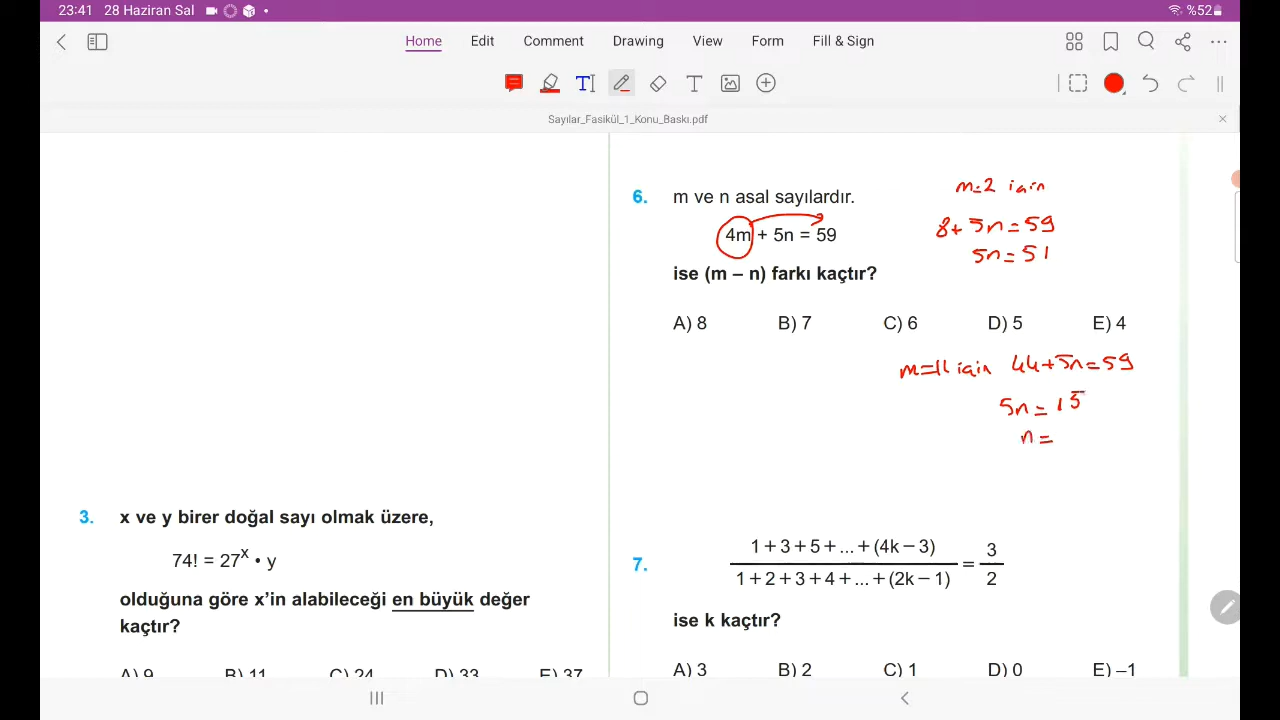 23:41 28 Haziran Sal %52
Home Edit Comment Drawing View Form Fill & Sign
Sayılar_Fasikül_1_Konu_Baskı.pdf
3. x ve y birer doğal sayı olmak üzere,
74! = 27^x • y
olduğuna göre x'in alabileceği en büyük değer
kaçtır?
A) 9 B) 11 C) 24 D) 33 E) 37
6. m ve n asal sayılardır.
4m + 5n = 59
ise (m – n) farkı kaçtır?
A) 8 B) 7 C) 6 D) 5 E) 4
m=2 için
8+5n=59
5n=51
m=11 için 44+5n=59
5n=15
n=
7. 1+3+5+...+(4k–3) / 1+2+3+4+...+(2k–1) = 3/2
ise k kaçtır?
A) 3 B) 2 C) 1 D) 0 E) –1